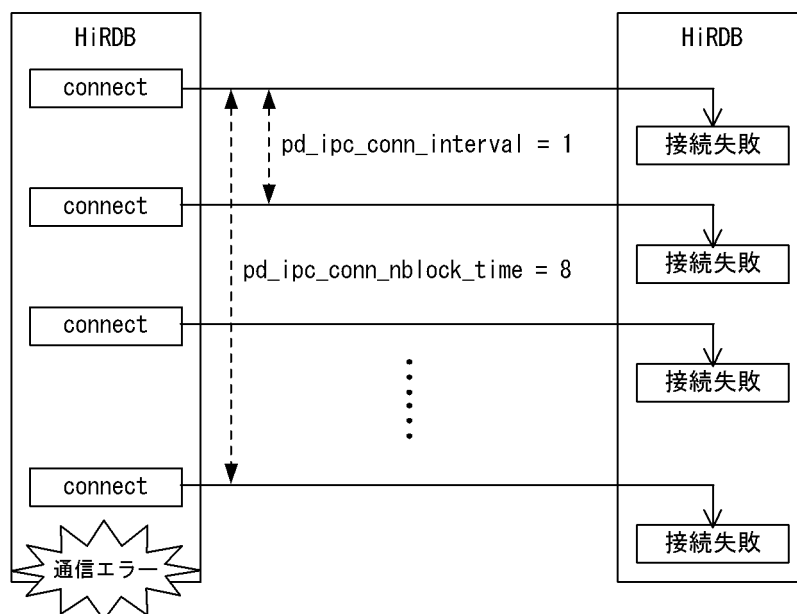 HiRDB
HiRDB
connect
接続失敗
pd_ipc_conn_interval = 1
connect
接続失敗
pd_ipc_conn_nblock_time = 8
connect
接続失敗
connect
接続失敗
通信エラー